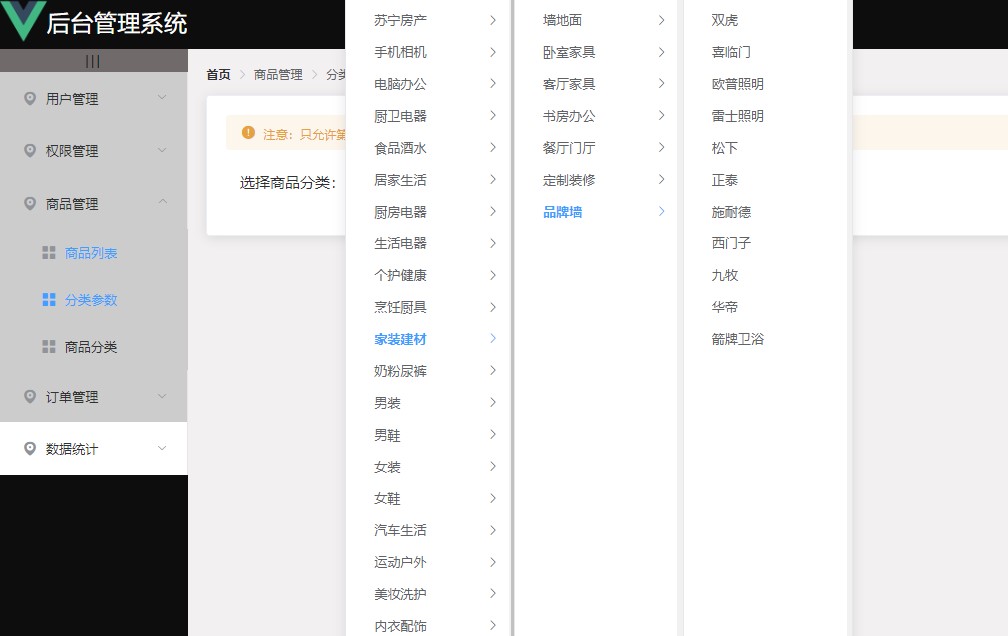 后台管理系统
|||
用户管理
权限管理
商品管理
商品列表
分类参数
商品分类
订单管理
数据统计
首页 > 商品管理 > 分类
注意：只允许第
选择商品分类：
苏宁房产
手机相机
电脑办公
厨卫电器
食品酒水
居家生活
厨房电器
生活电器
个护健康
烹饪厨具
家装建材
奶粉尿裤
男装
男鞋
女装
女鞋
汽车生活
运动户外
美妆洗护
内衣配饰
墙地面
卧室家具
客厅家具
书房办公
餐厅门厅
定制装修
品牌墙
双虎
喜临门
欧普照明
雷士照明
松下
正泰
施耐德
西门子
九牧
华帝
箭牌卫浴